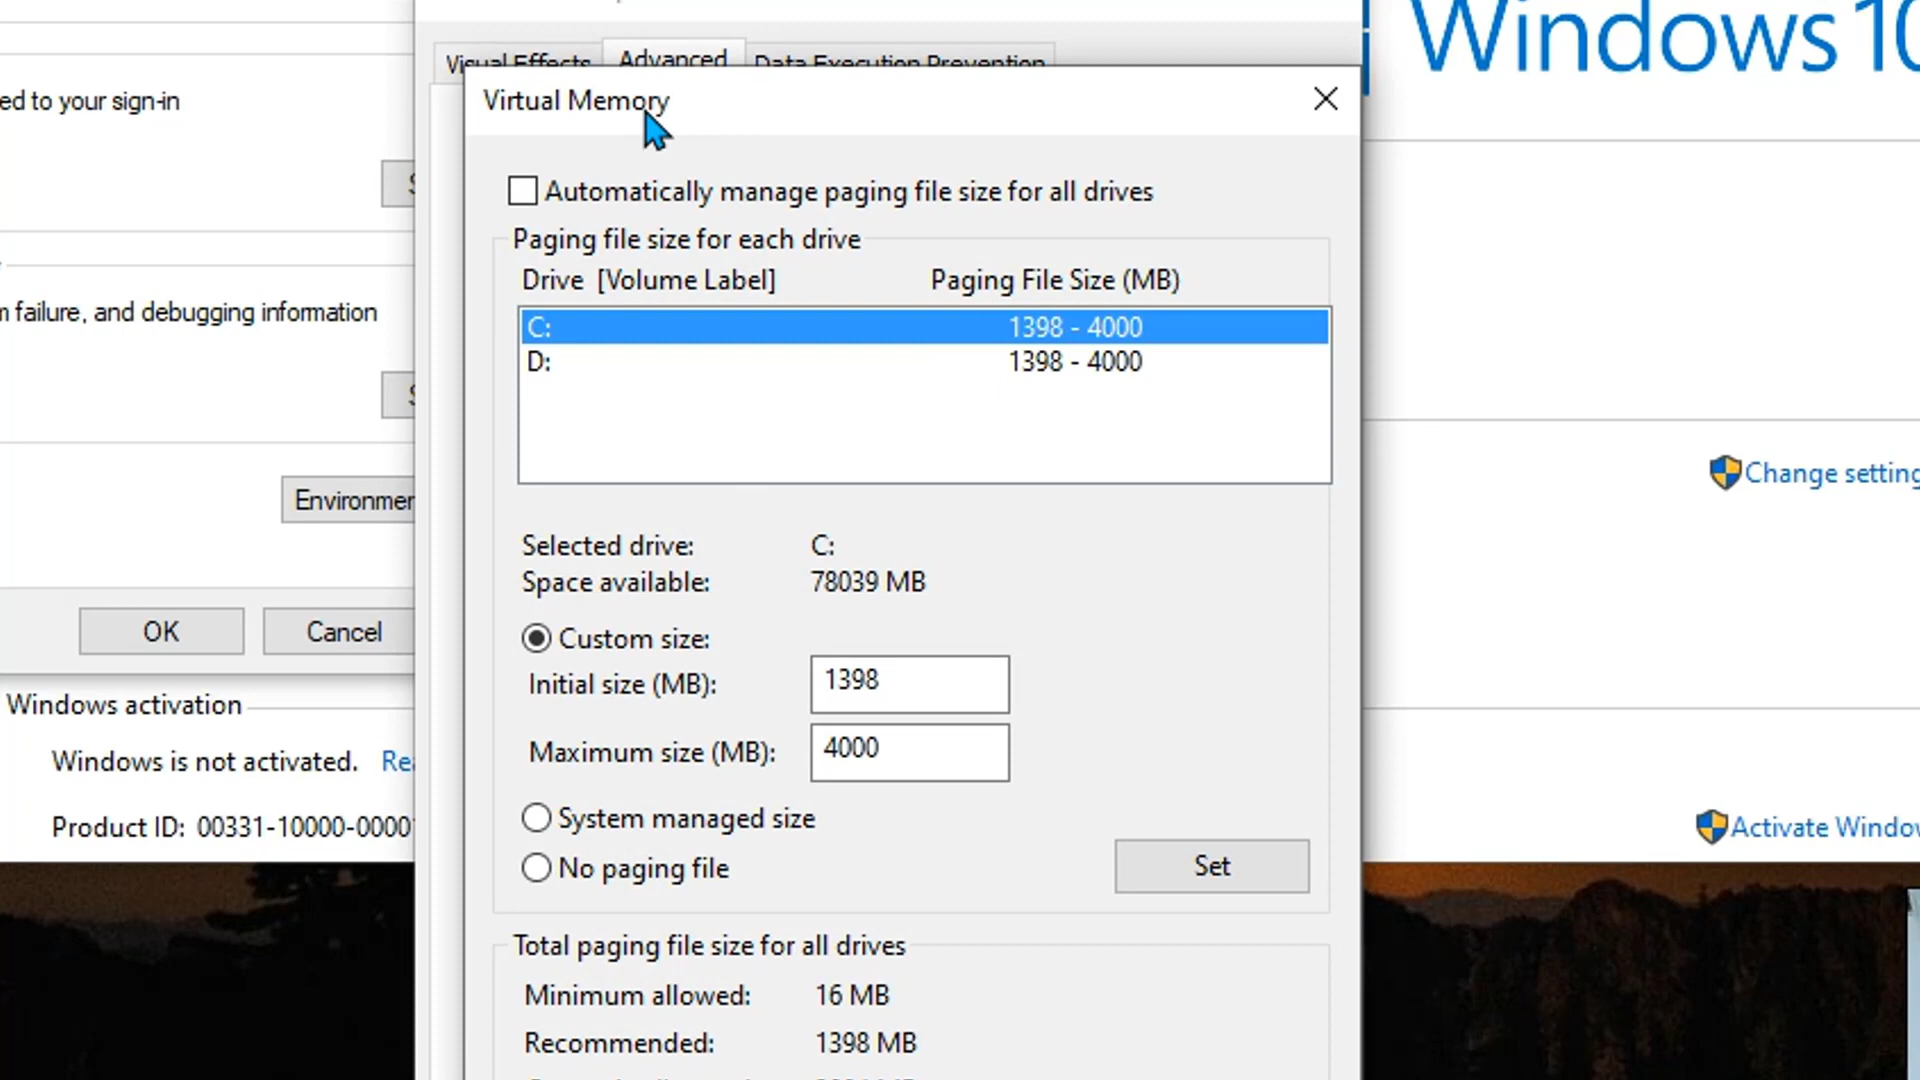 Windows 10
Visual Effects
Advanced
Data Execution Prevention
ed to your sign-in
Virtual Memory
Automatically manage paging file size for all drives
Paging file size for each drive
Drive [Volume Label]
Paging File Size (MB)
C:
1398 - 4000
D:
1398 - 4000
failure, and debugging information
Environmen
Change setting
Selected drive:
C:
Space available:
78039 MB
OK
Cancel
Custom size:
Initial size (MB):
1398
Maximum size (MB):
4000
System managed size
No paging file
Set
Windows activation
Windows is not activated.
Rea
Product ID: 00331-10000-0000
Activate Window
Total paging file size for all drives
Minimum allowed:
16 MB
Recommended:
1398 MB